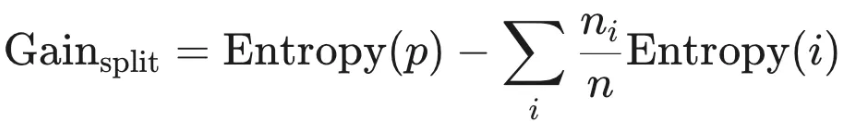 Gain_split = Entropy(p) − ∑_i n_i/n Entropy(i)